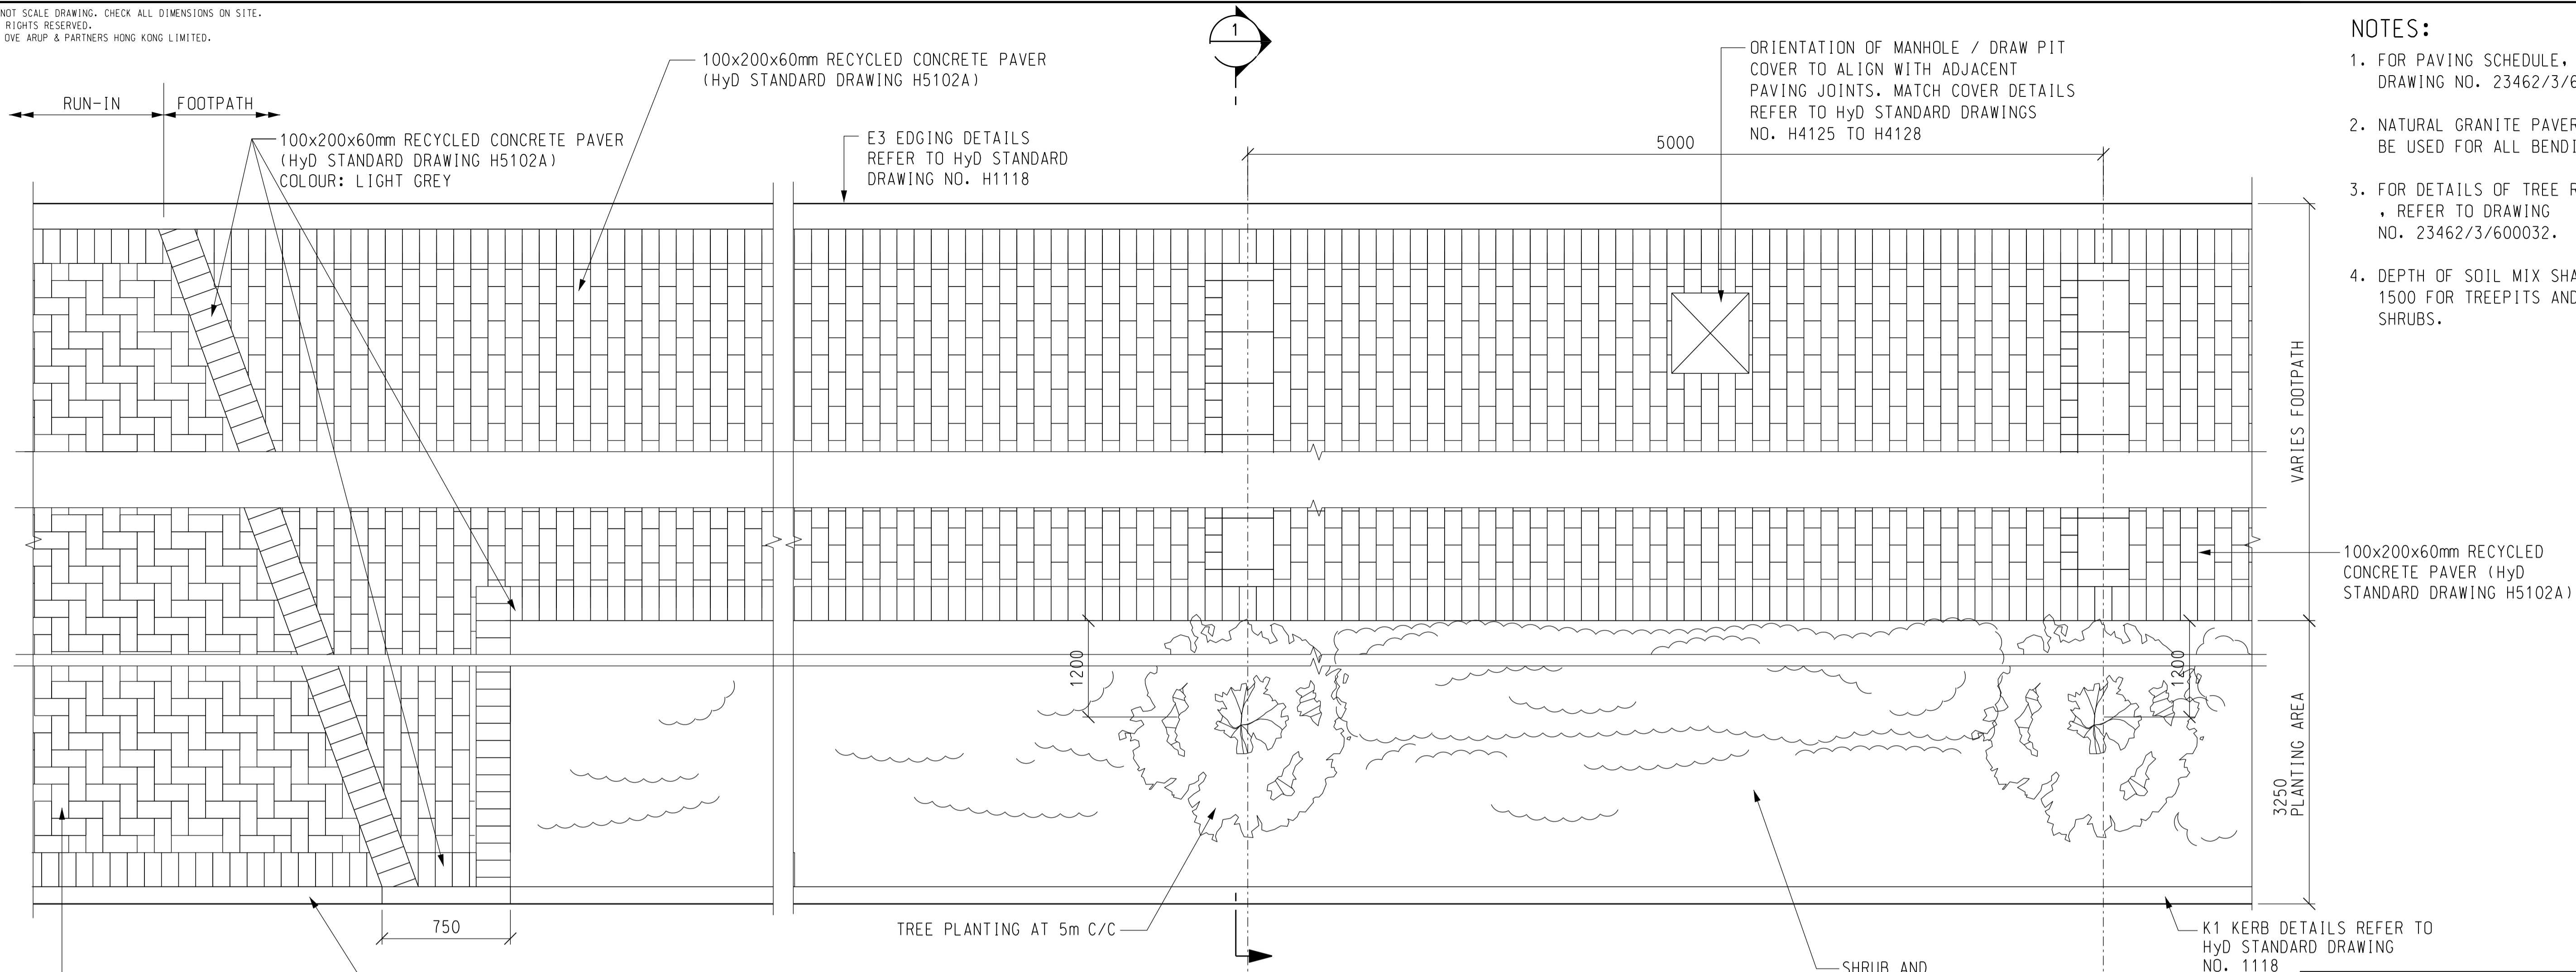 NOT SCALE DRAWING. CHECK ALL DIMENSIONS ON SITE.
RIGHTS RESERVED.
OVE ARUP & PARTNERS HONG KONG LIMITED.
RUN-IN
FOOTPATH
100x200x60mm RECYCLED CONCRETE PAVER
(HyD STANDARD DRAWING H5102A)
100x200x60mm RECYCLED CONCRETE PAVER
(HyD STANDARD DRAWING H5102A)
COLOUR: LIGHT GREY
E3 EDGING DETAILS
REFER TO HyD STANDARD
DRAWING NO. H1118
1
ORIENTATION OF MANHOLE / DRAW PIT
COVER TO ALIGN WITH ADJACENT
PAVING JOINTS. MATCH COVER DETAILS
REFER TO HyD STANDARD DRAWINGS
NO. H4125 TO H4128
5000
NOTES:
1. FOR PAVING SCHEDULE,
DRAWING NO. 23462/3/6
2. NATURAL GRANITE PAVER
BE USED FOR ALL BENDI
3. FOR DETAILS OF TREE R
, REFER TO DRAWING
NO. 23462/3/600032.
4. DEPTH OF SOIL MIX SHA
1500 FOR TREEPITS AND
SHRUBS.
VARIES FOOTPATH
100x200x60mm RECYCLED
CONCRETE PAVER (HyD
STANDARD DRAWING H5102A)
1200
1200
3250
PLANTING AREA
750
TREE PLANTING AT 5m C/C
K1 KERB DETAILS REFER TO
HyD STANDARD DRAWING
NO. 1118
SHRUB AND